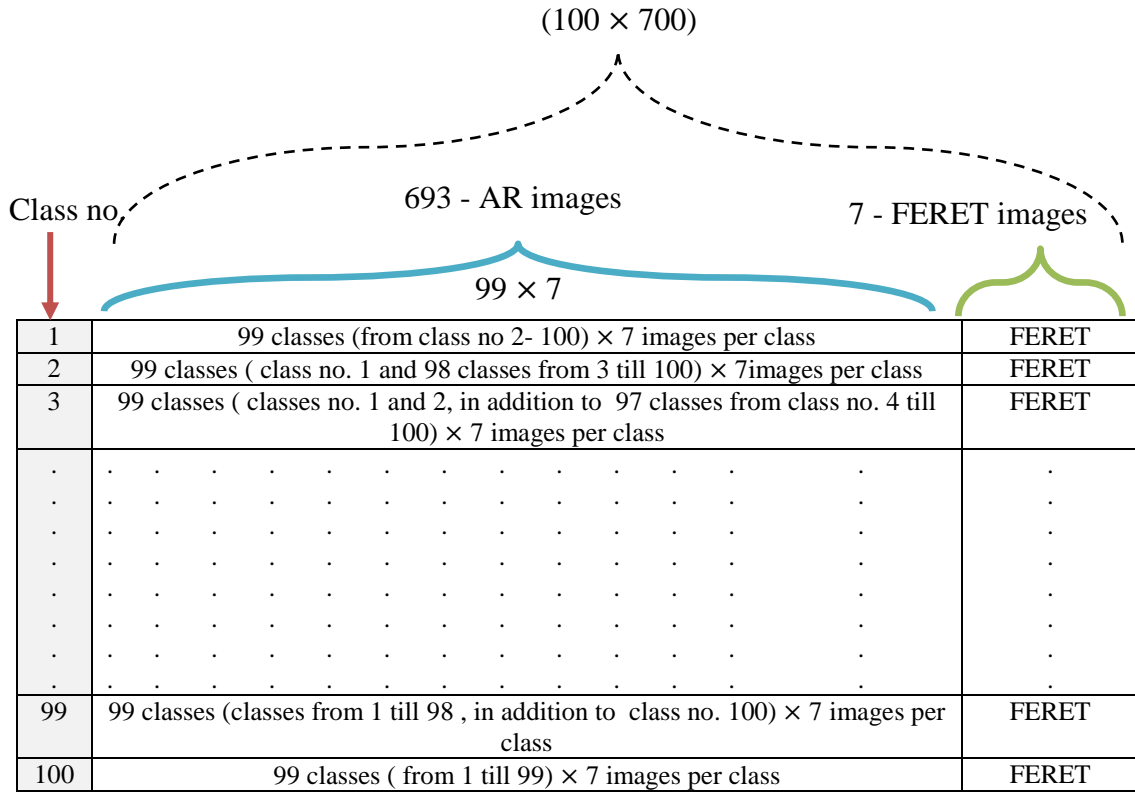 (100 × 700)
693 - AR images
Class no.
7 - FERET images
99 × 7
1 99 classes (from class no 2- 100) × 7 images per class FERET
2 99 classes ( class no. 1 and 98 classes from 3 till 100) × 7images per class FERET
3 99 classes ( classes no. 1 and 2, in addition to 97 classes from class no. 4 till FERET
100) × 7 images per class
. . . . . . . . . . . . . . .
. . . . . . . . . . . . . . .
. . . . . . . . . . . . . . .
. . . . . . . . . . . . . . .
. . . . . . . . . . . . . . .
. . . . . . . . . . . . . . .
. . . . . . . . . . . . . . .
. . . . . . . . . . . . . . .
99 99 classes (classes from 1 till 98 , in addition to class no. 100) × 7 images per FERET
class
100 99 classes ( from 1 till 99) × 7 images per class FERET